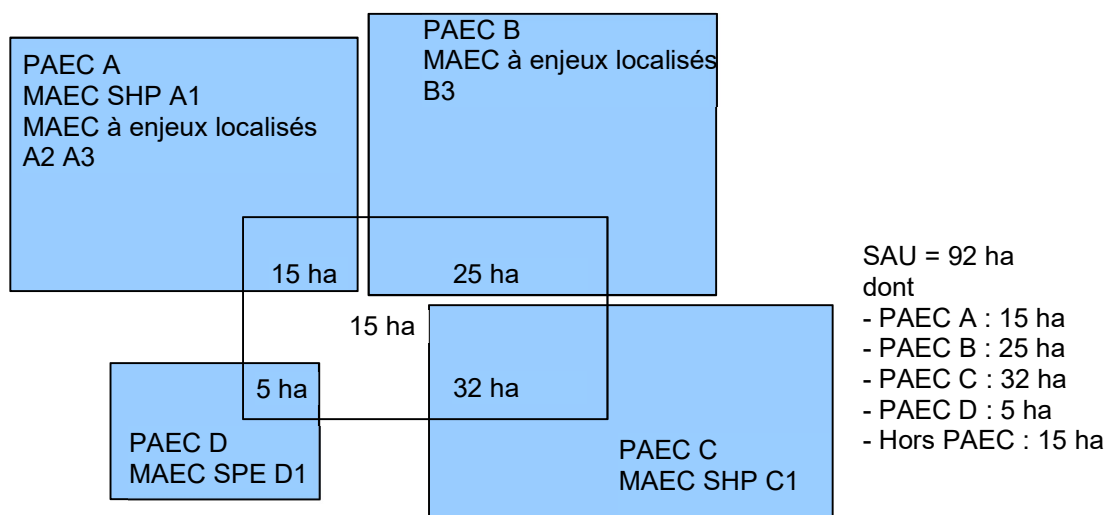 PAEC A
MAEC SHP A1
MAEC à enjeux localisés
A2 A3
PAEC B
MAEC à enjeux localisés
B3
15 ha
25 ha
15 ha
5 ha
32 ha
PAEC D
MAEC SPE D1
PAEC C
MAEC SHP C1
SAU = 92 ha
dont
- PAEC A : 15 ha
- PAEC B : 25 ha
- PAEC C : 32 ha
- PAEC D : 5 ha
- Hors PAEC : 15 ha